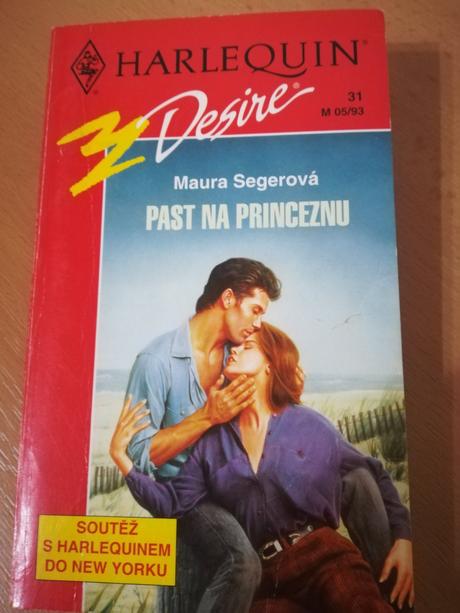 HARLEQUIN®
Desire®
31
M 05/93
Maura Segerová
PAST NA PRINCEZNU
SOUTĚŽ
S HARLEQUINEM
DO NEW YORKU